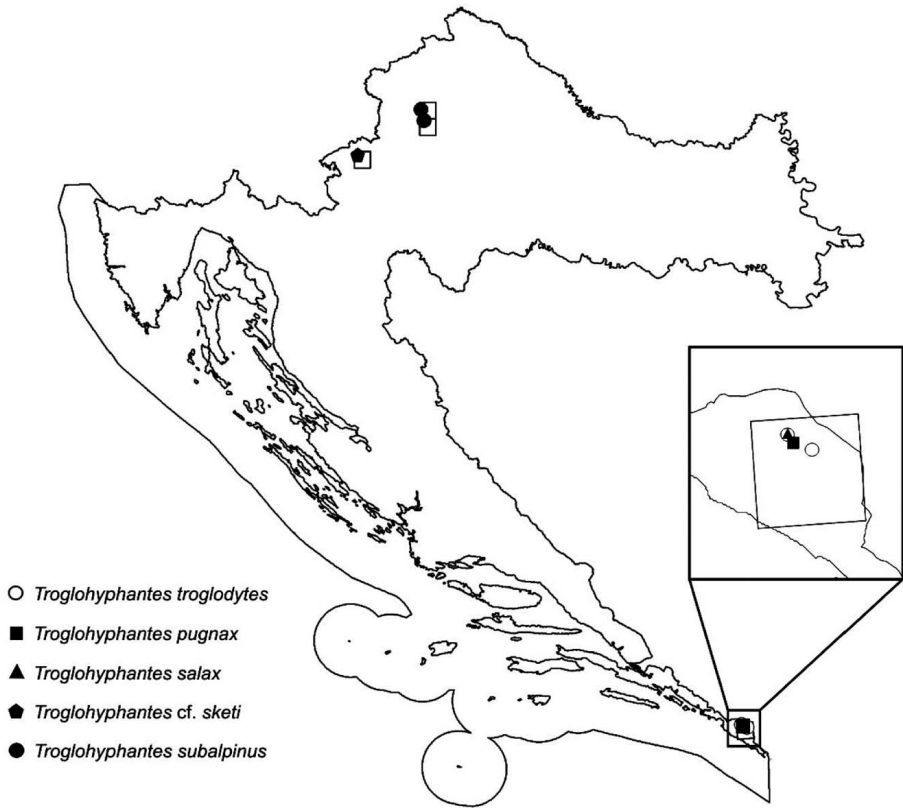 Troglohyphantes troglodytes
Troglohyphantes pugnax
Troglohyphantes salax
Troglohyphantes cf. sketi
Troglohyphantes subalpinus